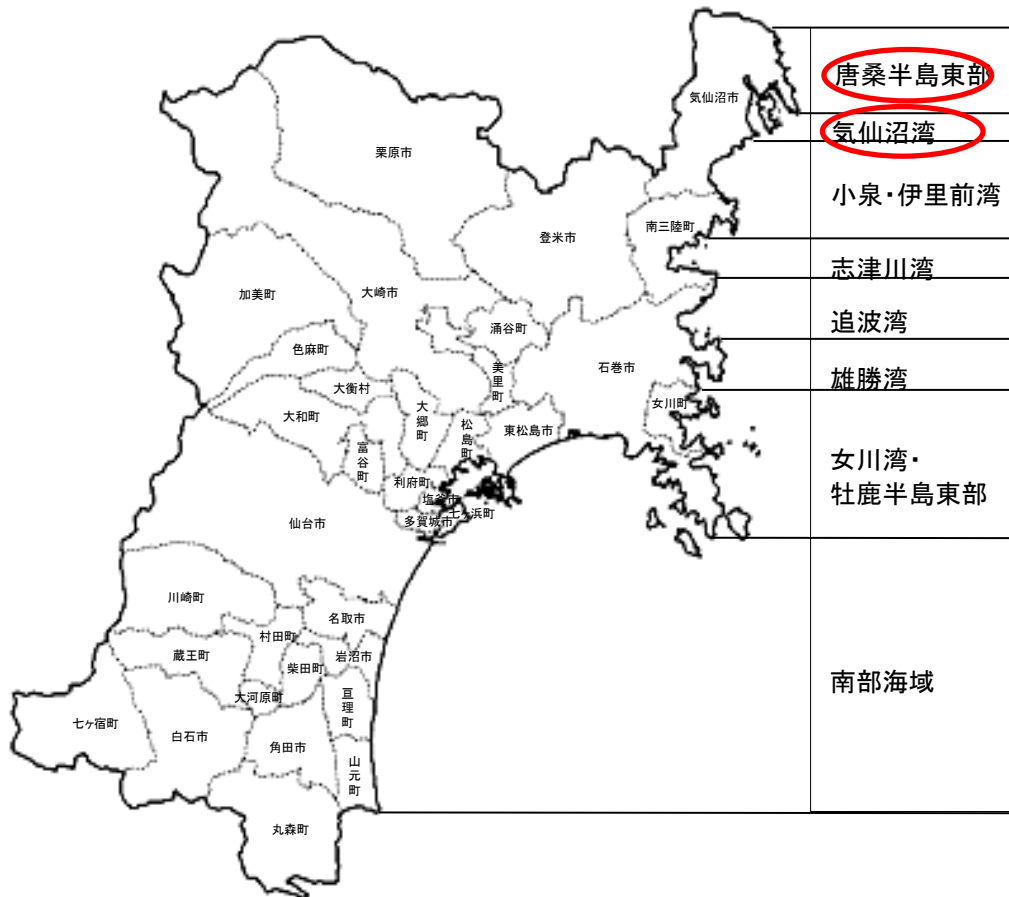 唐桑半島東部
気仙沼市
気仙沼湾
栗原市
小泉・伊里前湾
南三陸町
登米市
志津川湾
加美町
大崎市
追波湾
涌谷町
色麻町
石巻市
美里町
雄勝湾
大衡村
女川町
大和町
大郷町
松島町
東松島市
富谷町
女川湾・
牡鹿半島東部
利府町
塩釜市
七ヶ浜町
多賀城市
仙台市
川崎町
名取市
村田町
蔵王町
岩沼市
柴田町
南部海域
大河原町
亘理町
七ヶ宿町
白石市
角田市
山元町
丸森町